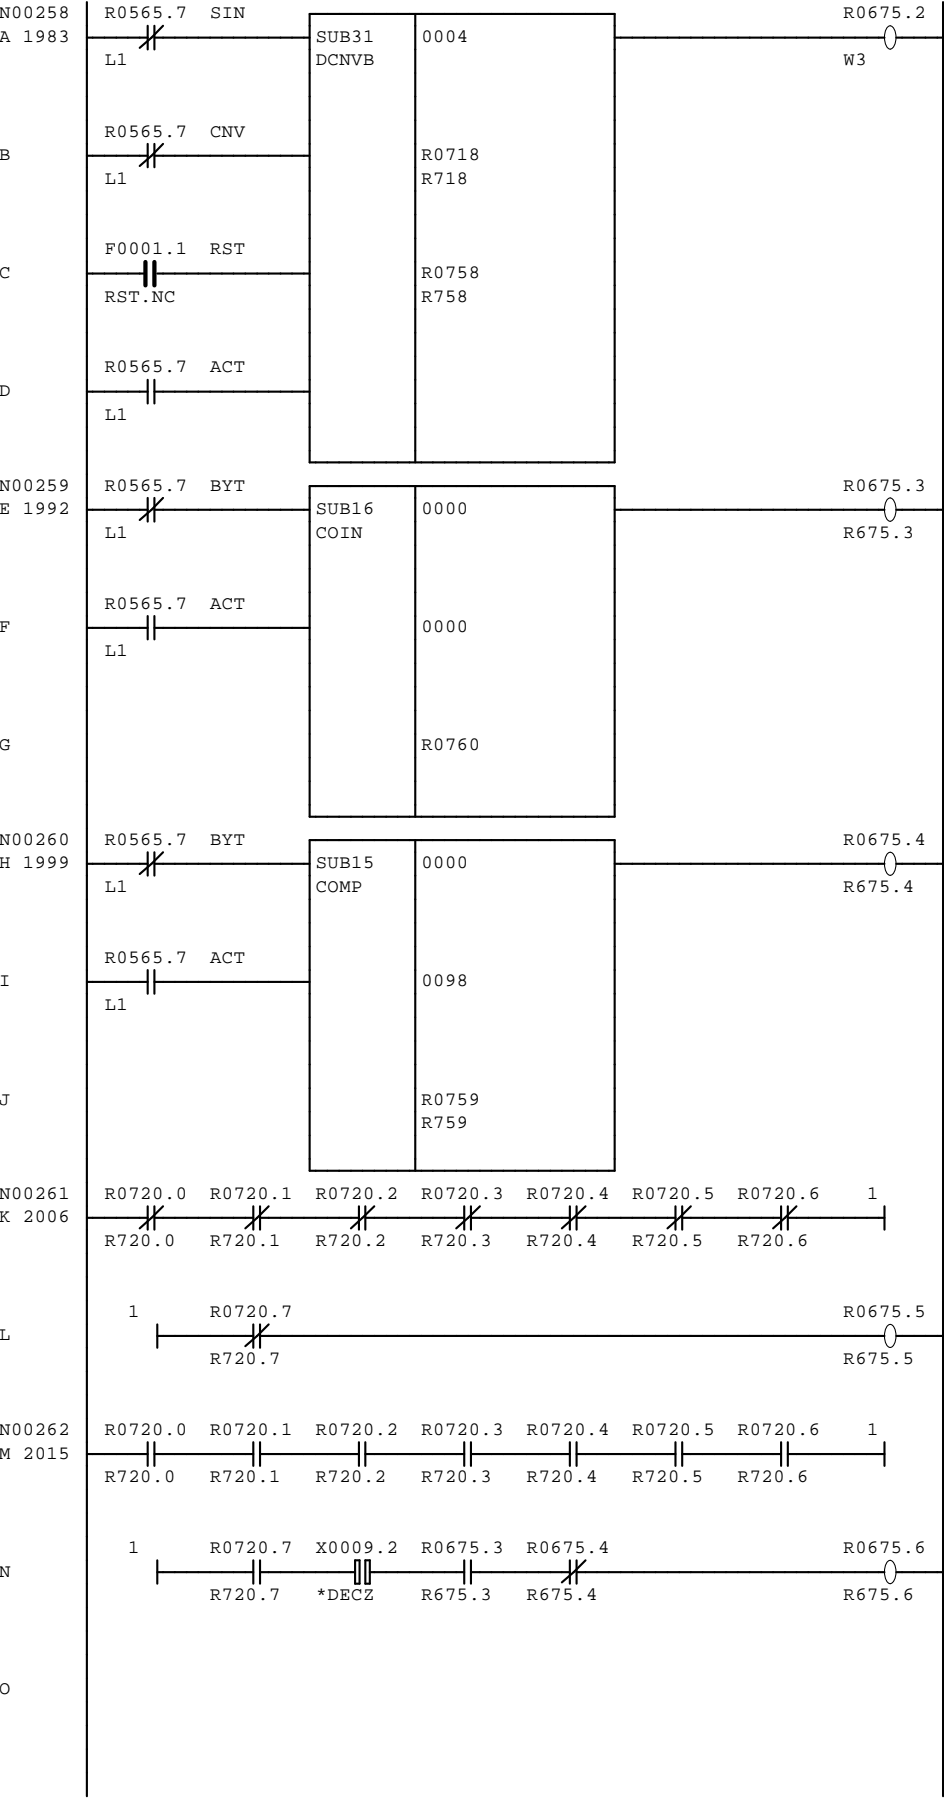 N00258 R0565.7 SIN R0675.2
A 1983 SUB31 0004
L1 DCNVB W3
R0565.7 CNV
B R0718
L1 R718
F0001.1 RST
C R0758
RST.NC R758
R0565.7 ACT
D
L1
N00259 R0565.7 BYT R0675.3
E 1992 SUB16 0000
L1 COIN R675.3
R0565.7 ACT
F 0000
L1
G R0760
N00260 R0565.7 BYT R0675.4
H 1999 SUB15 0000
L1 COMP R675.4
R0565.7 ACT
I 0098
L1
J R0759
R759
N00261 R0720.0 R0720.1 R0720.2 R0720.3 R0720.4 R0720.5 R0720.6 1
K 2006
R720.0 R720.1 R720.2 R720.3 R720.4 R720.5 R720.6
1 R0720.7 R0675.5
L
R720.7 R675.5
N00262 R0720.0 R0720.1 R0720.2 R0720.3 R0720.4 R0720.5 R0720.6 1
M 2015
R720.0 R720.1 R720.2 R720.3 R720.4 R720.5 R720.6
1 R0720.7 X0009.2 R0675.3 R0675.4 R0675.6
N
R720.7 *DECZ R675.3 R675.4 R675.6
O